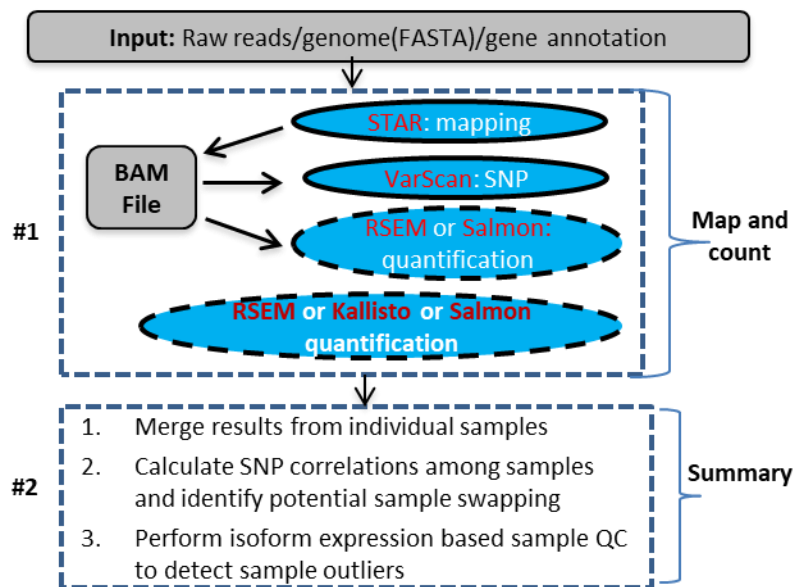 Input: Raw reads/genome(FASTA)/gene annotation
STAR: mapping
BAM
File
VarScan: SNP
#1
RSEM or Salmon:
quantification
Map and
count
RSEM or Kallisto or Salmon
quantification
1. Merge results from individual samples
2. Calculate SNP correlations among samples
and identify potential sample swapping
#2
Summary
3. Perform isoform expression based sample QC
to detect sample outliers